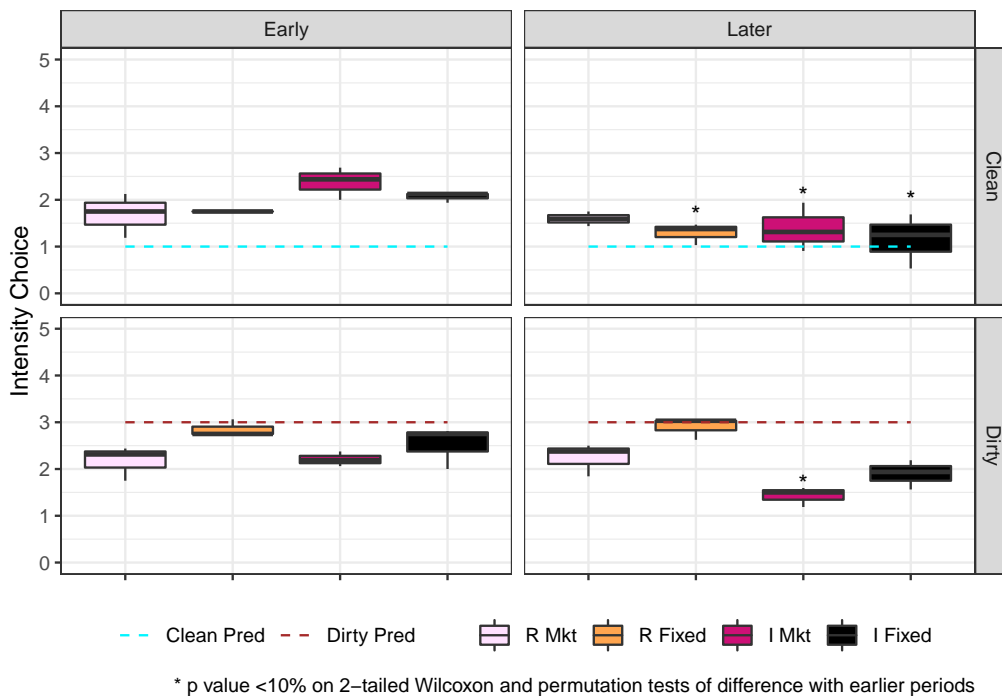 Early Later
5
4
3
2
1
0
*
*
*
Clean
Intensity Choice
5
4
3
2
1
0
*
Dirty
Clean Pred Dirty Pred R Mkt R Fixed I Mkt I Fixed
* p value <10% on 2−tailed Wilcoxon and permutation tests of difference with earlier periods